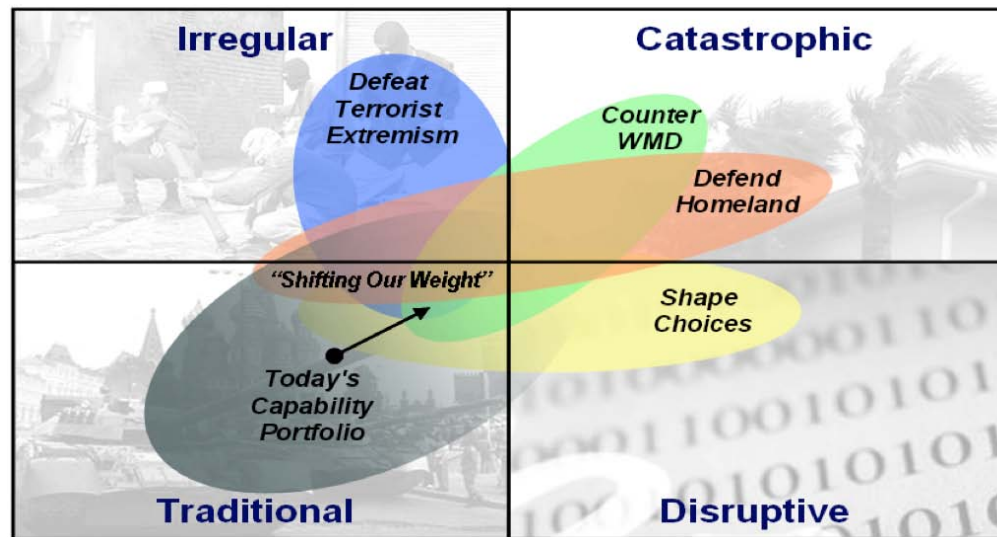 Irregular
Catastrophic
Defeat
Terrorist
Extremism
Counter
WMD
Defend
Homeland
“Shifting Our Weight”
Shape
Choices
Today's
Capability
Portfolio
Traditional
Disruptive